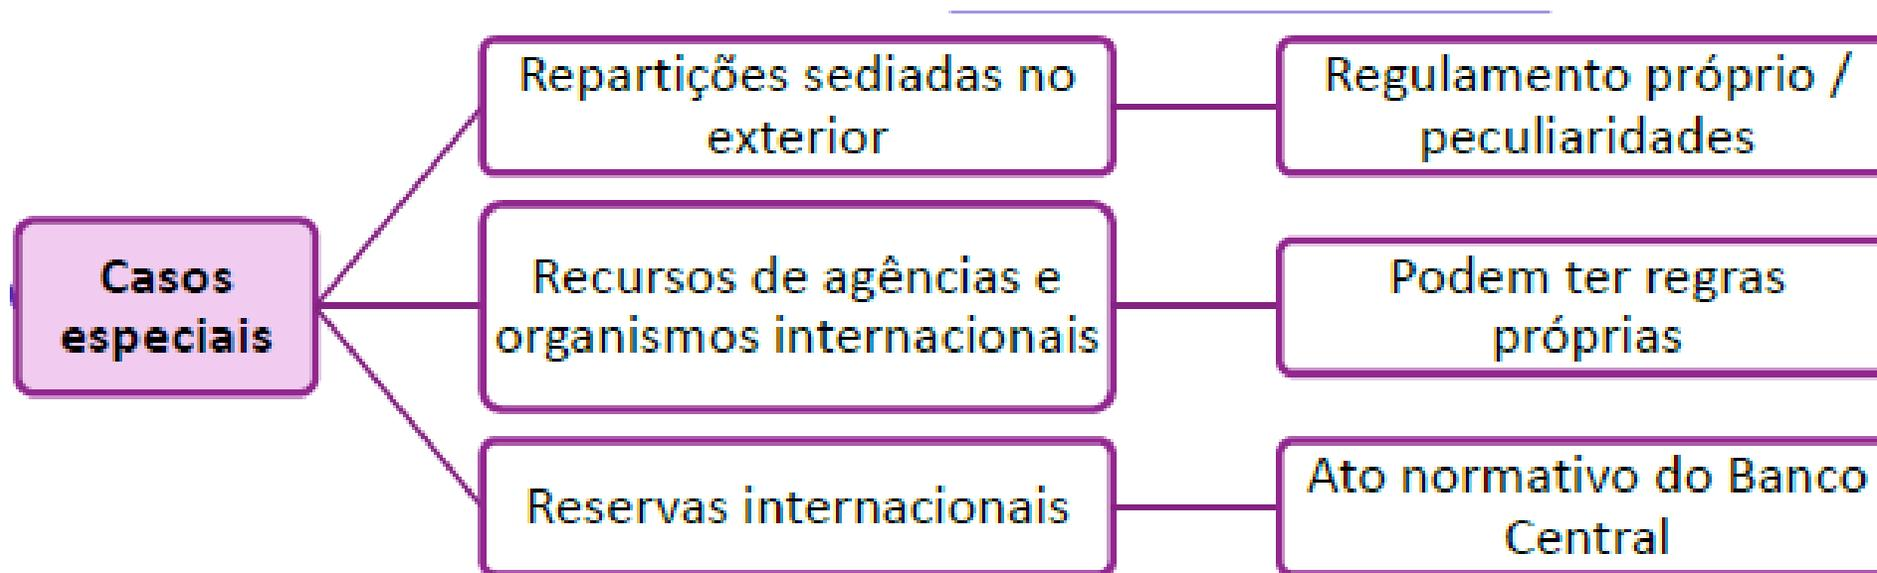 Casos
especiais
Repartições sediadas no
exterior
Regulamento próprio /
peculiaridades
Recursos de agências e
organismos internacionais
Podem ter regras
próprias
Reservas internacionais
Ato normativo do Banco
Central